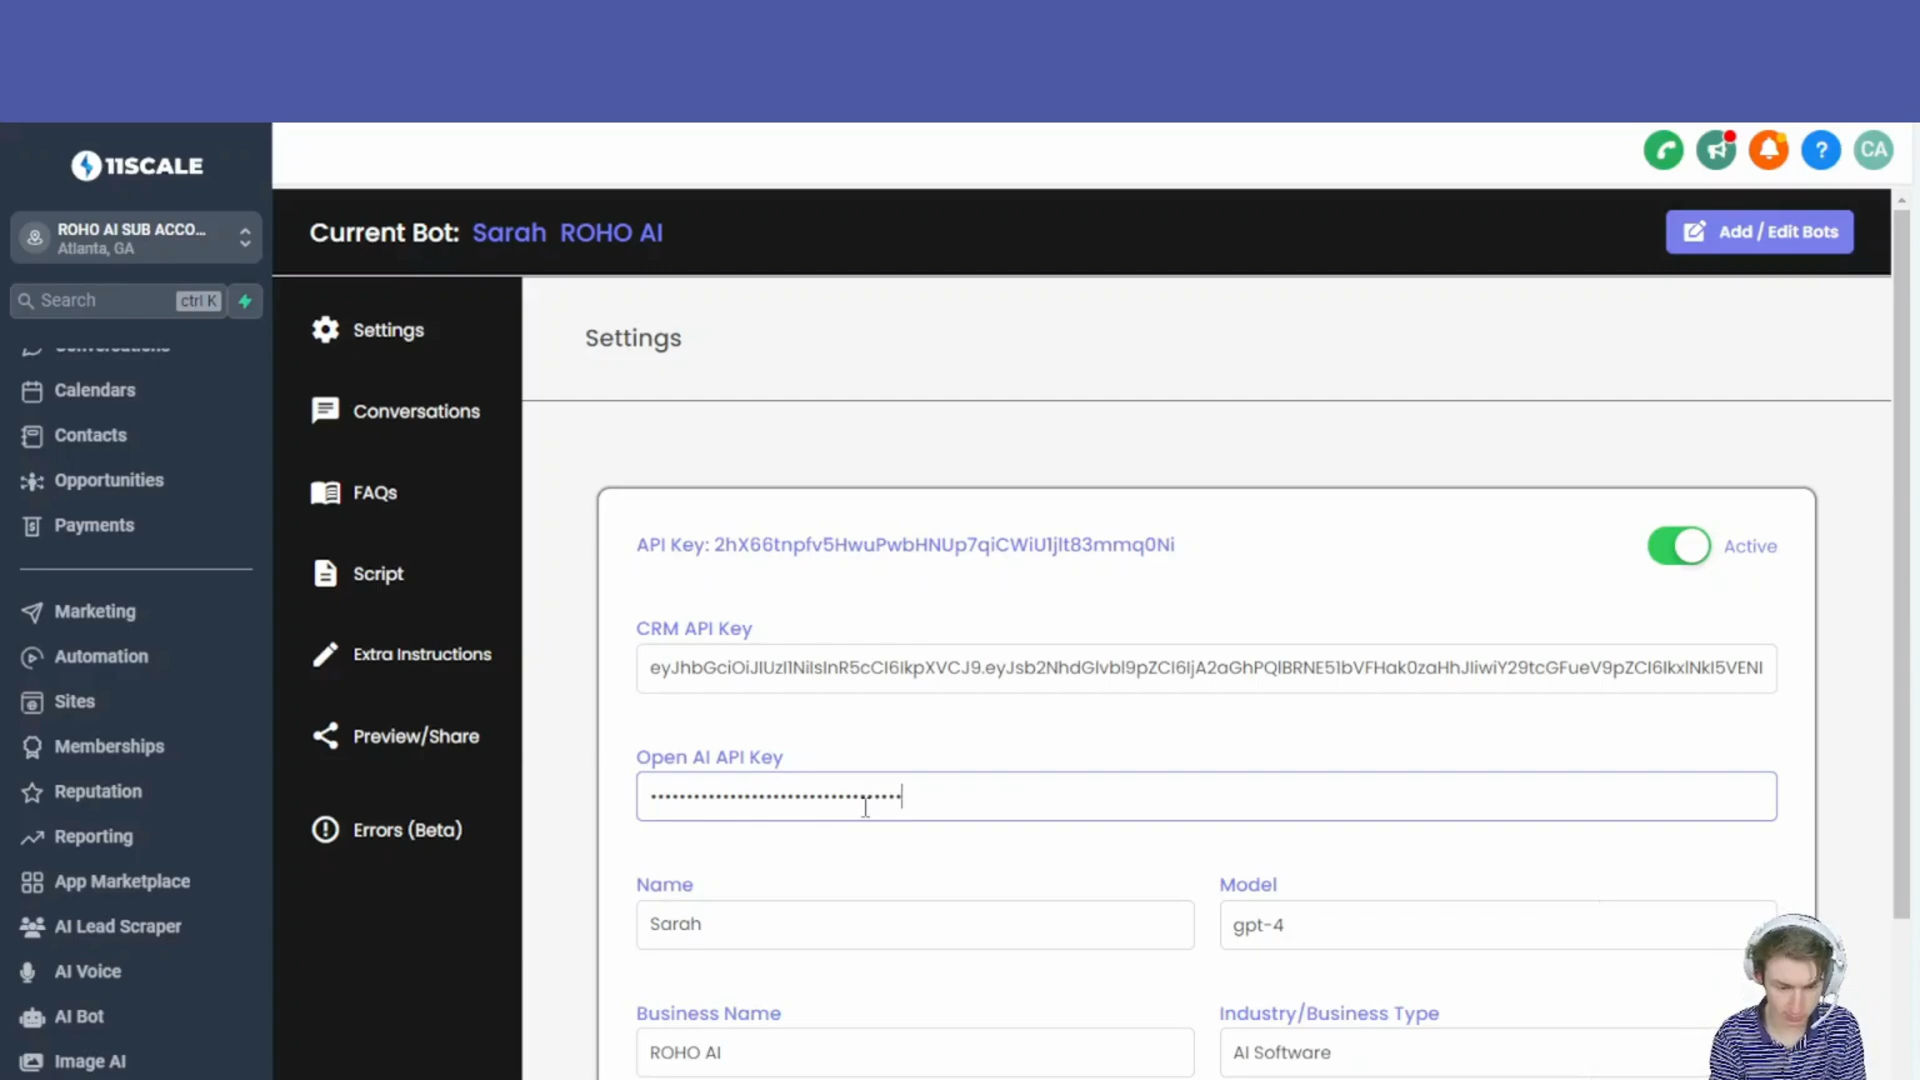 11SCALE
ROHO AI SUB ACCO...
Atlanta, GA
Search
ctrl K
Conversations
Calendars
Contacts
Opportunities
Payments
Marketing
Automation
Sites
Memberships
Reputation
Reporting
App Marketplace
AI Lead Scraper
AI Voice
AI Bot
Image AI
?
CA
Current Bot: Sarah ROHO AI
Add / Edit Bots
Settings
Conversations
FAQs
Script
Extra Instructions
Preview/Share
Errors (Beta)
Settings
API Key:
Active
CRM API Key
Open AI API Key
Name
Sarah
Model
gpt-4
Business Name
ROHO AI
Industry/Business Type
AI Software